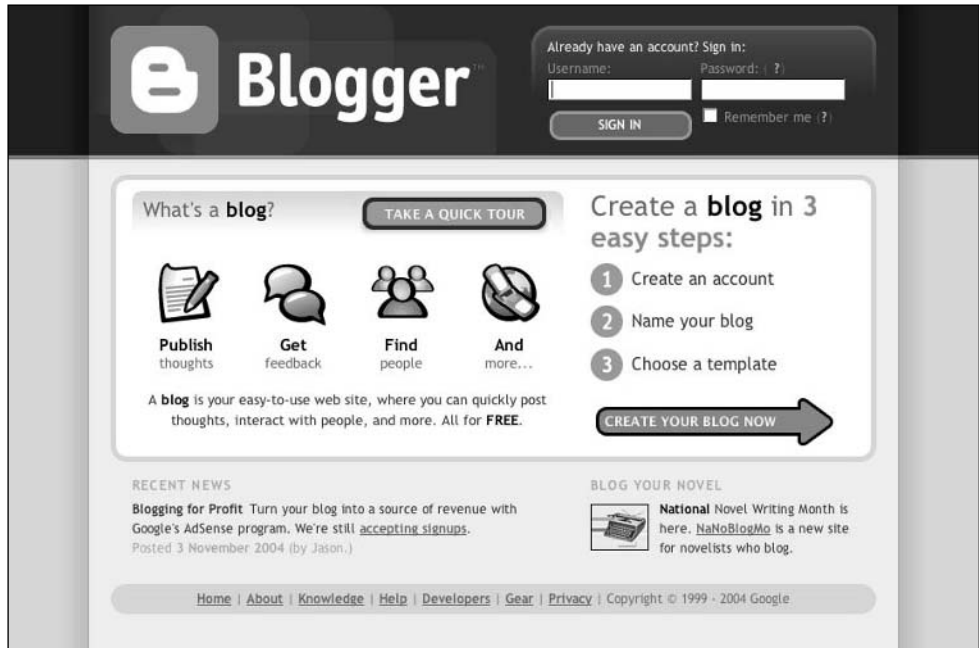 Blogger™
Already have an account? Sign in:
Username:
Password: (?)
SIGN IN
Remember me (?)
What's a blog?
TAKE A QUICK TOUR
Publish
thoughts
Get
feedback
Find
people
And
more...
A blog is your easy-to-use web site, where you can quickly post
thoughts, interact with people, and more. All for FREE.
Create a blog in 3
easy steps:
1 Create an account
2 Name your blog
3 Choose a template
CREATE YOUR BLOG NOW
RECENT NEWS
Blogging for Profit Turn your blog into a source of revenue with
Google's AdSense program. We're still accepting signups.
Posted 3 November 2004 (by Jason.)
BLOG YOUR NOVEL
National Novel Writing Month is
here. NaNoBlogMo is a new site
for novelists who blog.
Home | About | Knowledge | Help | Developers | Gear | Privacy | Copyright © 1999 - 2004 Google